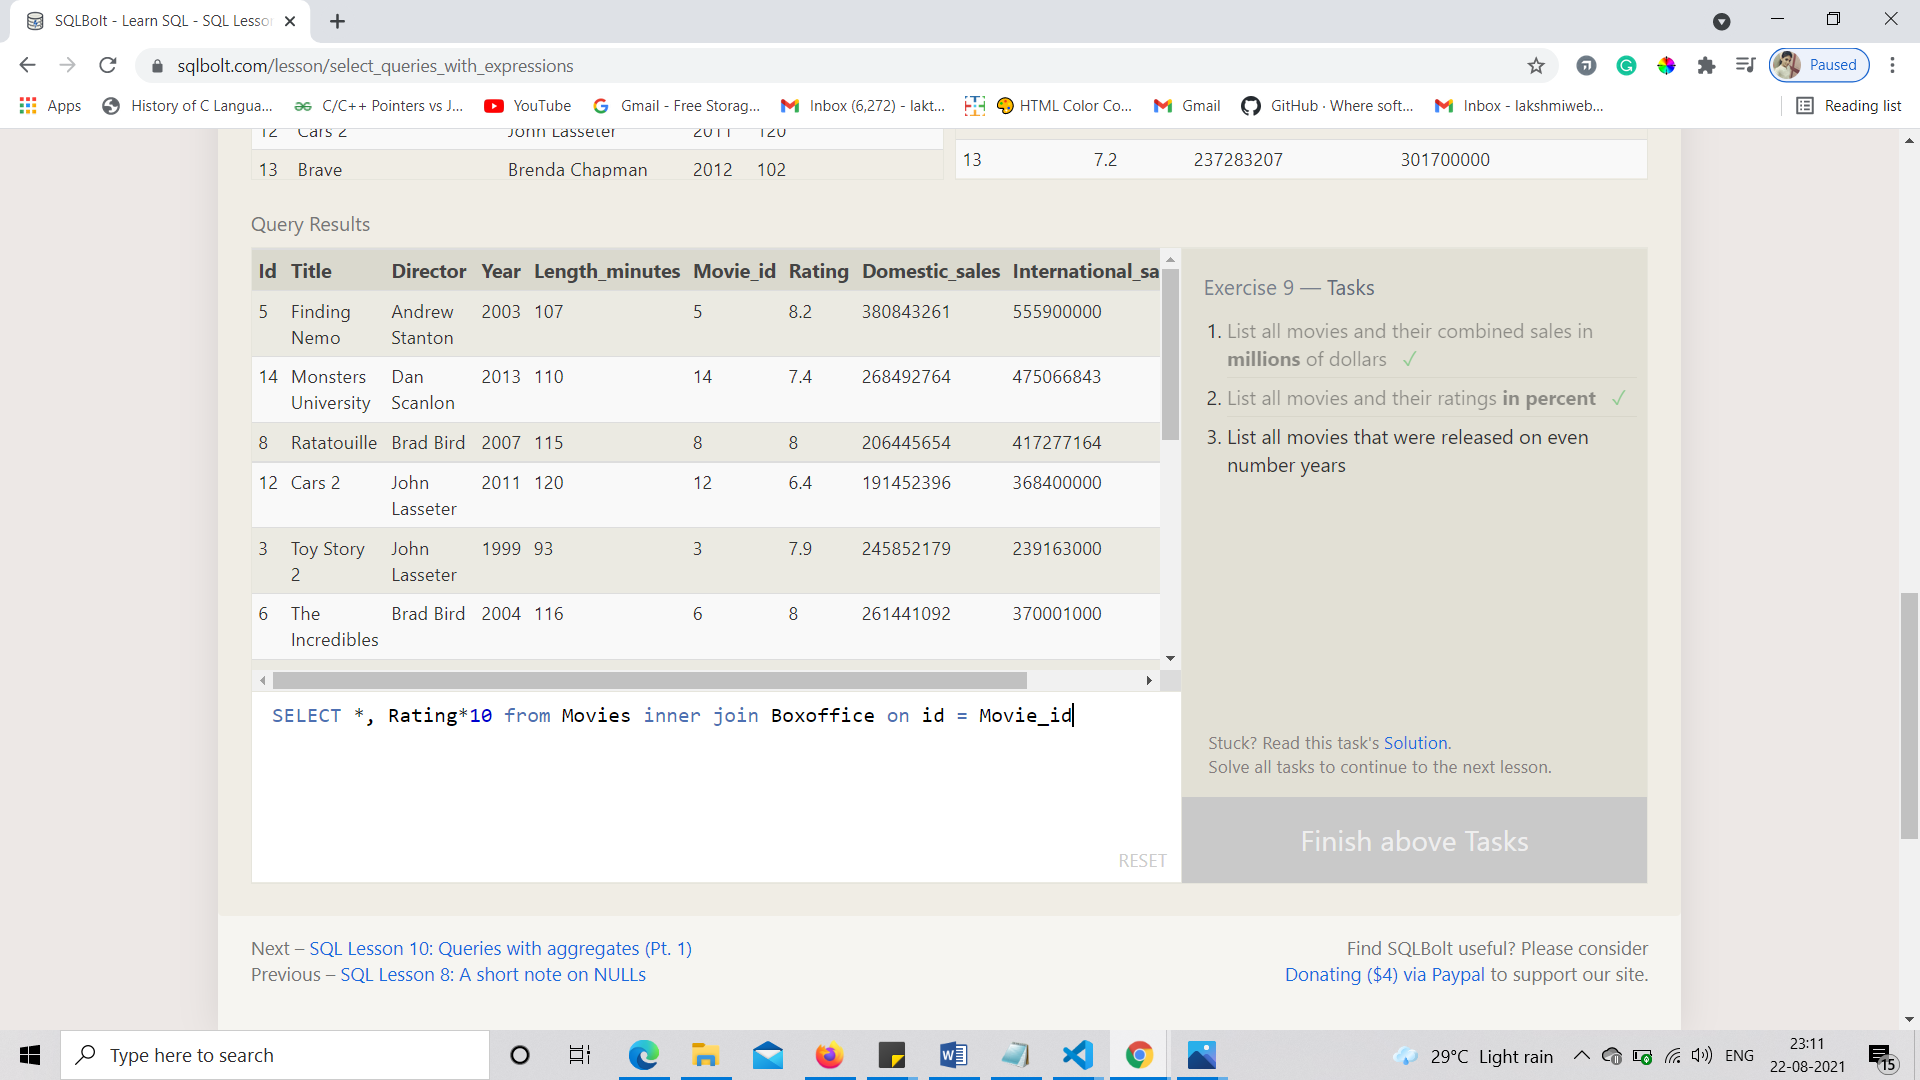 SQLBolt - Learn SQL - SQL Lesson
sqlbolt.com/lesson/select_queries_with_expressions
Paused
Apps
History of C Langua...
C/C++ Pointers vs J...
YouTube
Gmail - Free Storag...
Inbox (6,272) - lakt...
HTML Color Co...
Gmail
GitHub · Where soft...
Inbox - lakshmiweb...
Reading list
12 Cars 2 John Lasseter 2011 120
13 Brave Brenda Chapman 2012 102
13 7.2 237283207 301700000
Query Results
Id Title Director Year Length_minutes Movie_id Rating Domestic_sales International_sa
5 Finding Nemo Andrew Stanton 2003 107 5 8.2 380843261 555900000
14 Monsters University Dan Scanlon 2013 110 14 7.4 268492764 475066843
8 Ratatouille Brad Bird 2007 115 8 8 206445654 417277164
12 Cars 2 John Lasseter 2011 120 12 6.4 191452396 368400000
3 Toy Story 2 John Lasseter 1999 93 3 7.9 245852179 239163000
6 The Incredibles Brad Bird 2004 116 6 8 261441092 370001000
SELECT *, Rating*10 from Movies inner join Boxoffice on id = Movie_id
RESET
Exercise 9 — Tasks
1. List all movies and their combined sales in
millions of dollars ✓
2. List all movies and their ratings in percent ✓
3. List all movies that were released on even
number years
Stuck? Read this task's Solution.
Solve all tasks to continue to the next lesson.
Finish above Tasks
Next – SQL Lesson 10: Queries with aggregates (Pt. 1)
Previous – SQL Lesson 8: A short note on NULLs
Find SQLBolt useful? Please consider
Donating ($4) via Paypal to support our site.
Type here to search
29°C Light rain
ENG
23:11
22-08-2021
15